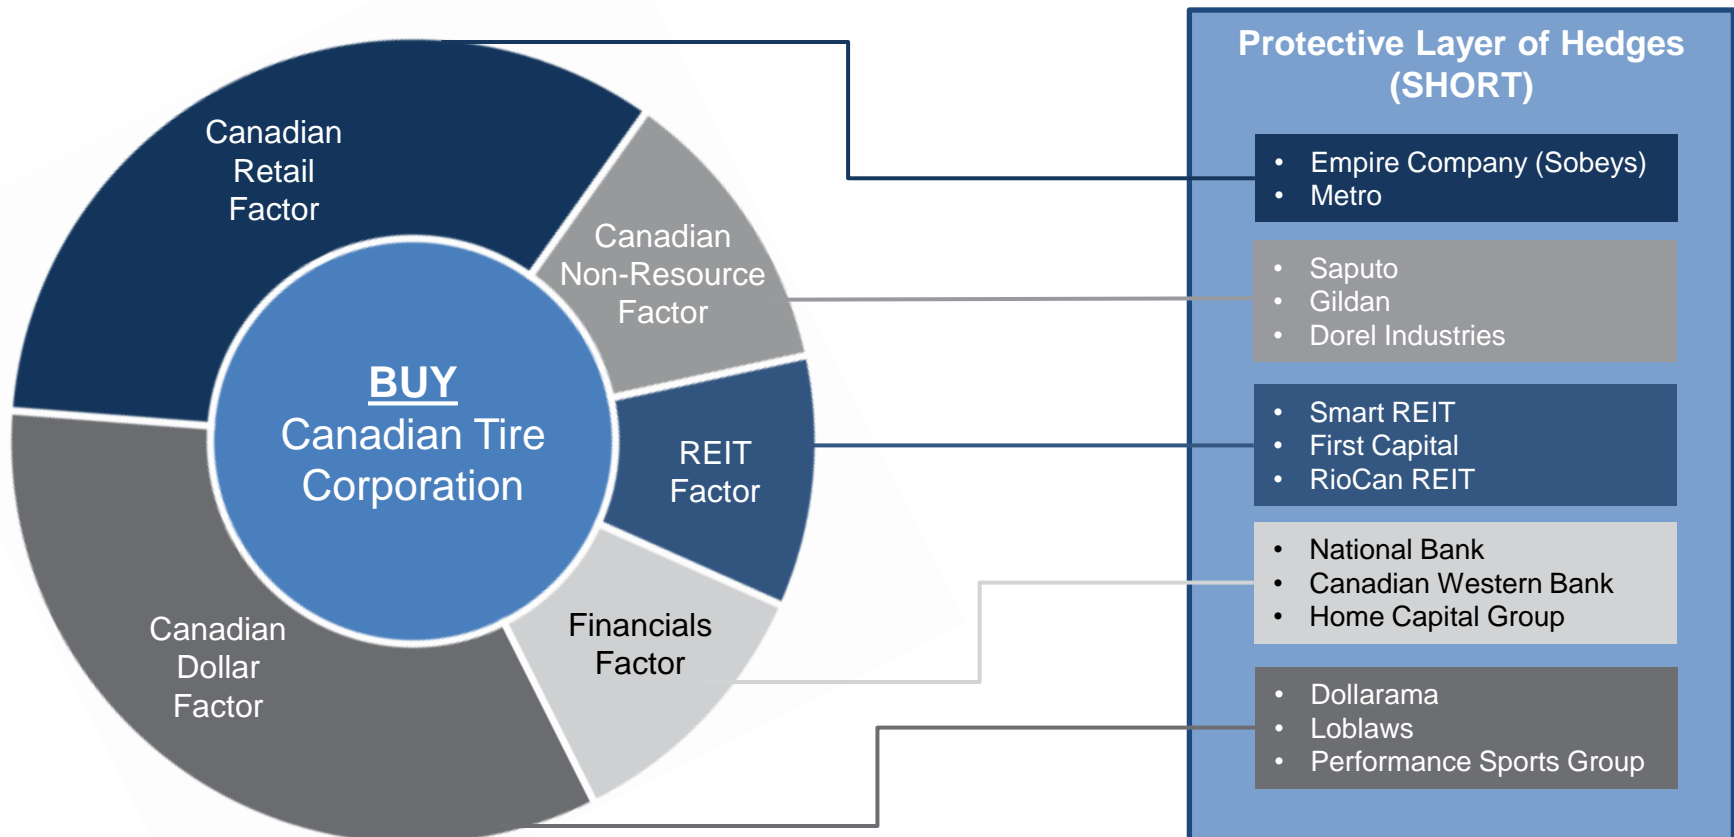 Canadian
Retail
Factor
Canadian
Non-Resource
Factor
REIT
Factor
Financials
Factor
Canadian
Dollar
Factor
BUY
Canadian Tire
Corporation
Protective Layer of Hedges
(SHORT)
• Empire Company (Sobeys)
• Metro
• Saputo
• Gildan
• Dorel Industries
• Smart REIT
• First Capital
• RioCan REIT
• National Bank
• Canadian Western Bank
• Home Capital Group
• Dollarama
• Loblaws
• Performance Sports Group